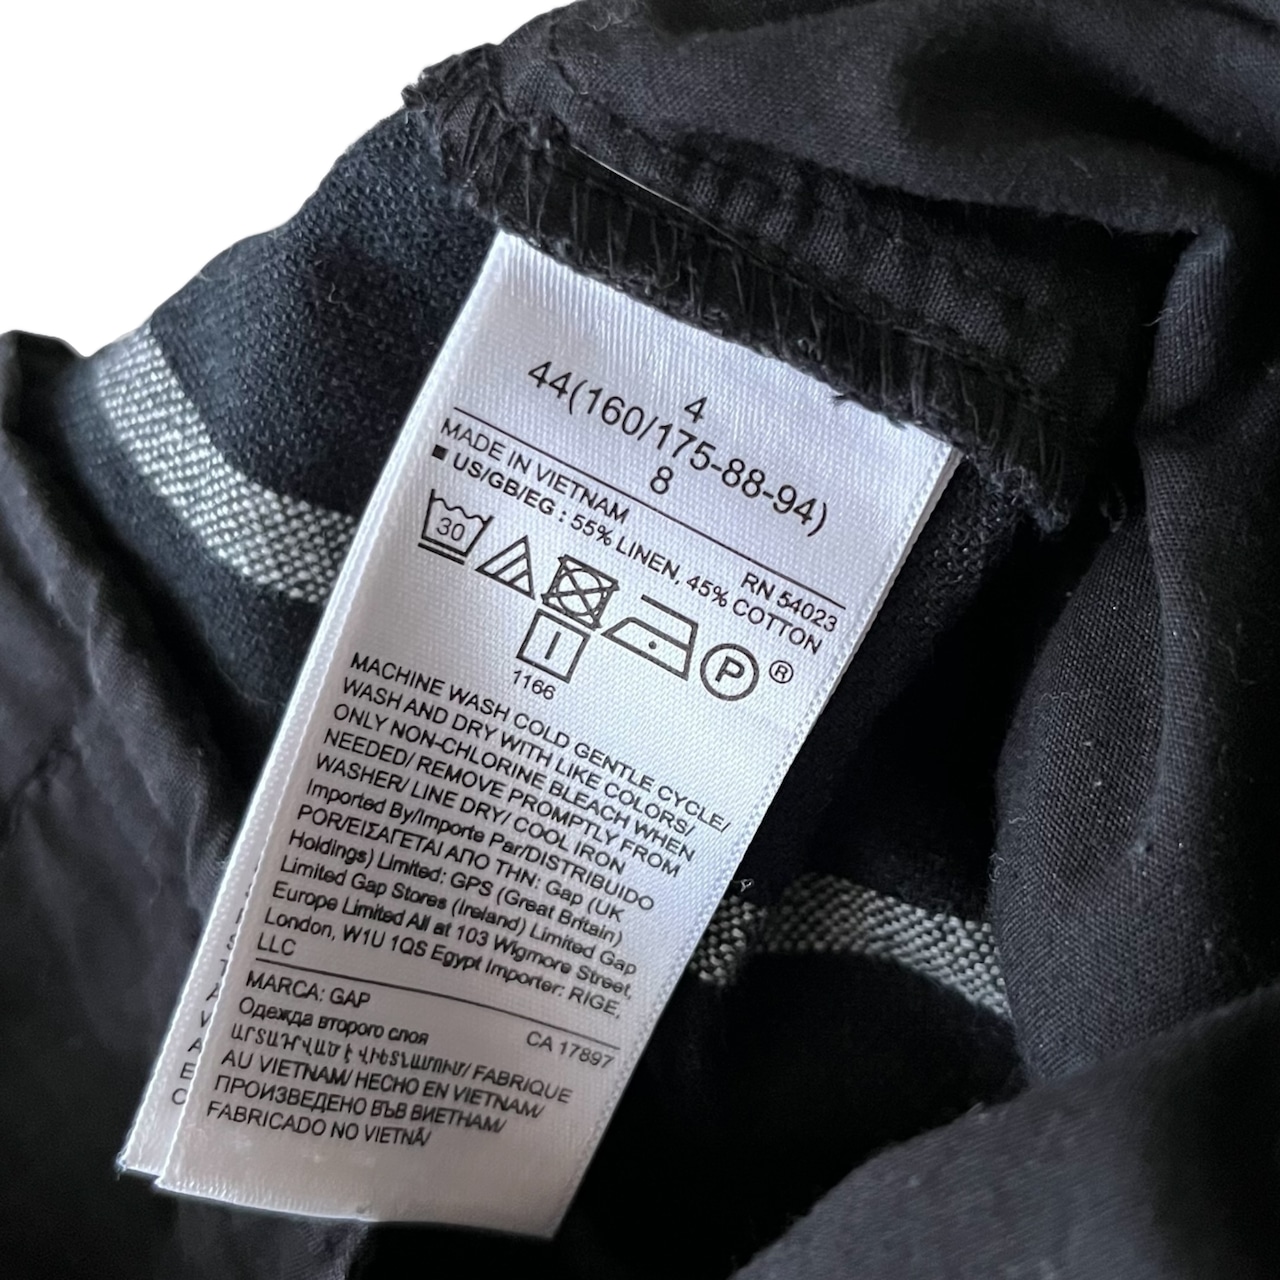 4
44(160/175-88-94)
8
MADE IN VIETNAM
RN 54023
US/GB/EG : 55% LINEN, 45% COTTON
30
P ®
1166
MACHINE WASH COLD GENTLE CYCLE/
WASH AND DRY WITH LIKE COLORS/
ONLY NON-CHLORINE BLEACH WHEN
NEEDED/ REMOVE PROMPTLY FROM
WASHER/ LINE DRY/ COOL IRON
Imported By/Importe Par/DISTRIBUIDO
POR/ΕΙΣΑΓΕΤΑΙ ΑΠΟ ΤΗΝ: Gap (UK
Holdings) Limited: GPS (Great Britain)
Limited Gap Stores (Ireland) Limited Gap
Europe Limited All at 103 Wigmore Street,
London, W1U 1QS Egypt Importer: RIGE,
LLC
MARCA: GAP
CA 17897
Одежда второго слоя
ԱՐՏԱԴՐՎԱԾ Է ՎԻԵՏՆԱՄՈՒՄ/ FABRIQUE
AU VIETNAM/ HECHO EN VIETNAM/
ПРОИЗВЕДЕНО ВЪВ ВИЕТНАМ/
FABRICADO NO VIETNÃ/